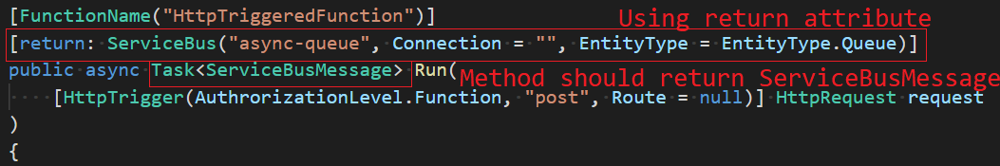 [FunctionName("HttpTriggeredFunction")]
Using return attribute
[return: ServiceBus("async-queue", Connection = "", EntityType = EntityType.Queue)]
public async Task<ServiceBusMessage> Run(
Method should return ServiceBusMessage
[HttpTrigger(AuthrorizationLevel.Function, "post", Route = null)] HttpRequest request
)
{